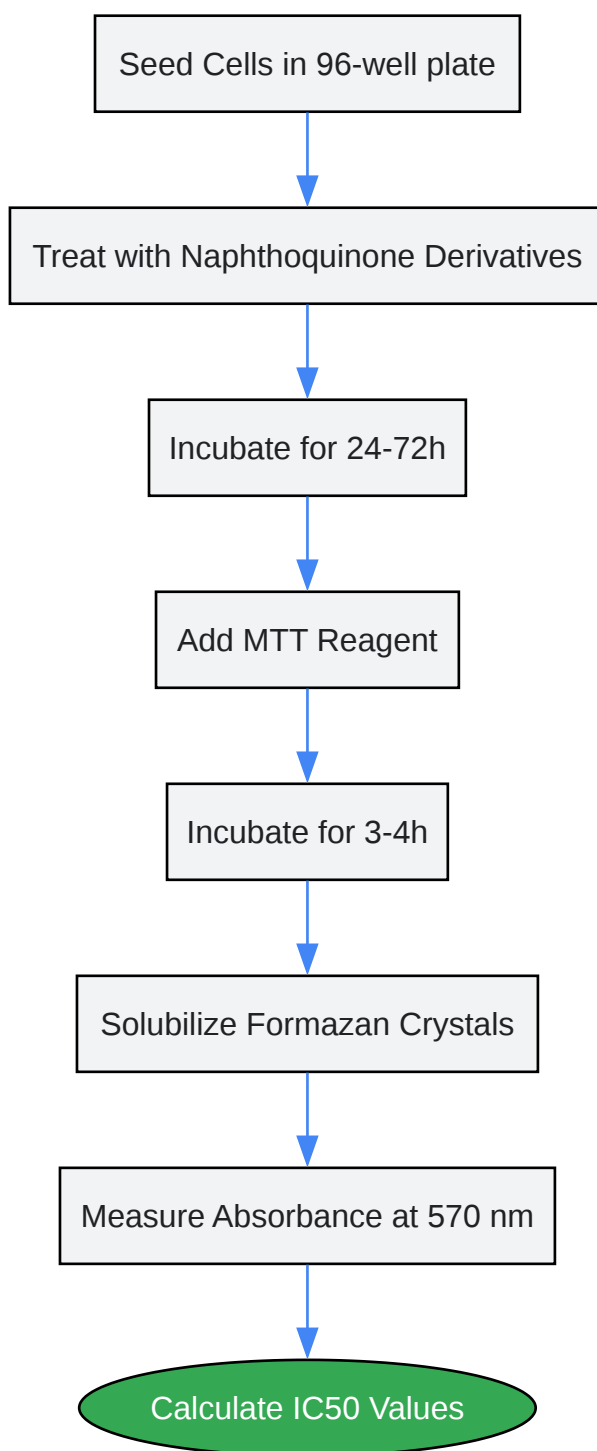 Seed Cells in 96-well plate
Treat with Naphthoquinone Derivatives
Incubate for 24-72h
Add MTT Reagent
Incubate for 3-4h
Solubilize Formazan Crystals
Measure Absorbance at 570 nm
Calculate IC50 Values